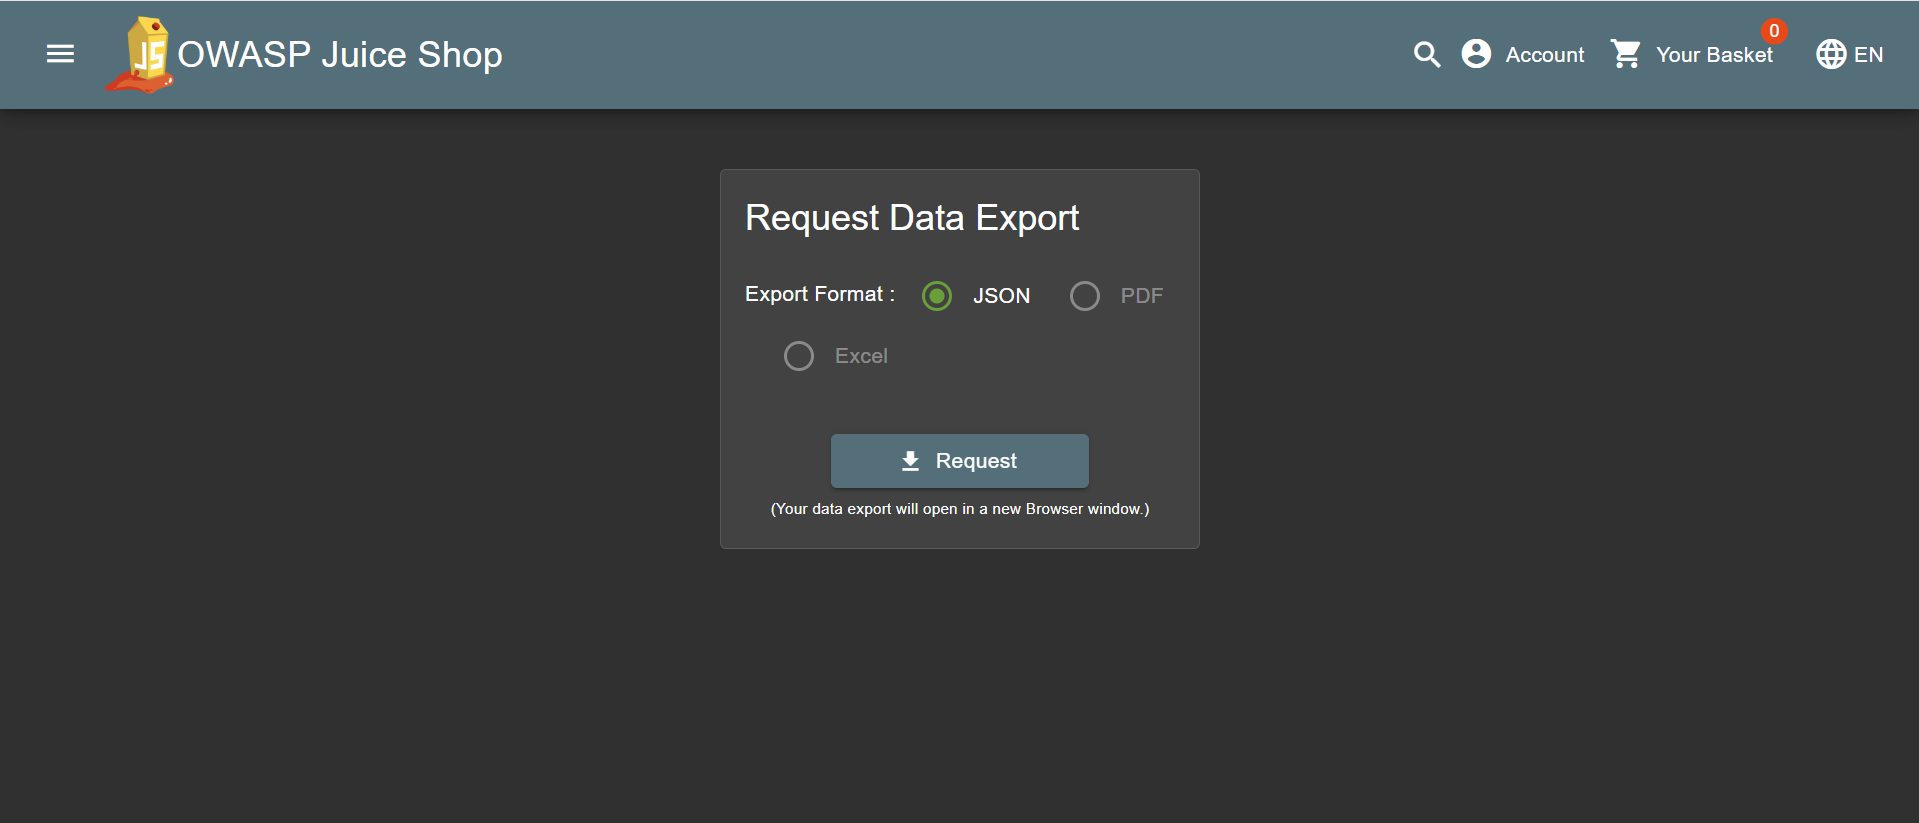 JS OWASP Juice Shop Account Your Basket 0 EN
Request Data Export
Export Format : JSON PDF
Excel
Request
(Your data export will open in a new Browser window.)